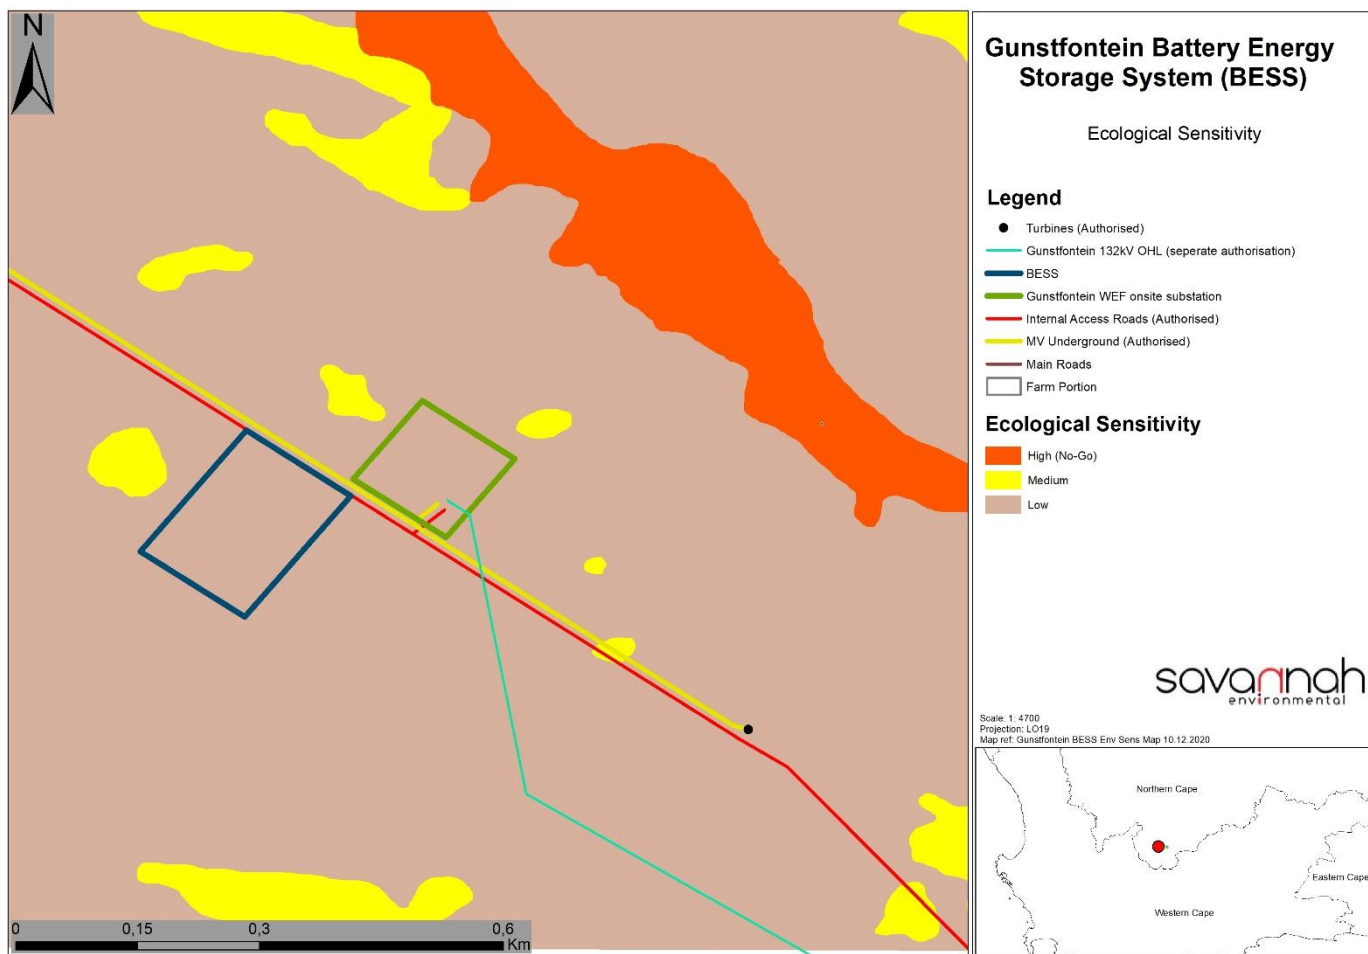 N
Gunstfontein Battery Energy
Storage System (BESS)
Ecological Sensitivity
Legend
Turbines (Authorised)
Gunstfontein 132kV OHL (seperate authorisation)
BESS
Gunstfontein WEF onsite substation
Internal Access Roads (Authorised)
MV Underground (Authorised)
Main Roads
Farm Portion
Ecological Sensitivity
High (No-Go)
Medium
Low
savannah
environmental
Scale: 1: 4700
Projection: LO19
Map ref: Gunstfontein BESS Env Sens Map 10.12.2020
Northern Cape
Eastern Cape
Western Cape
0 0,15 0,3 0,6
Km